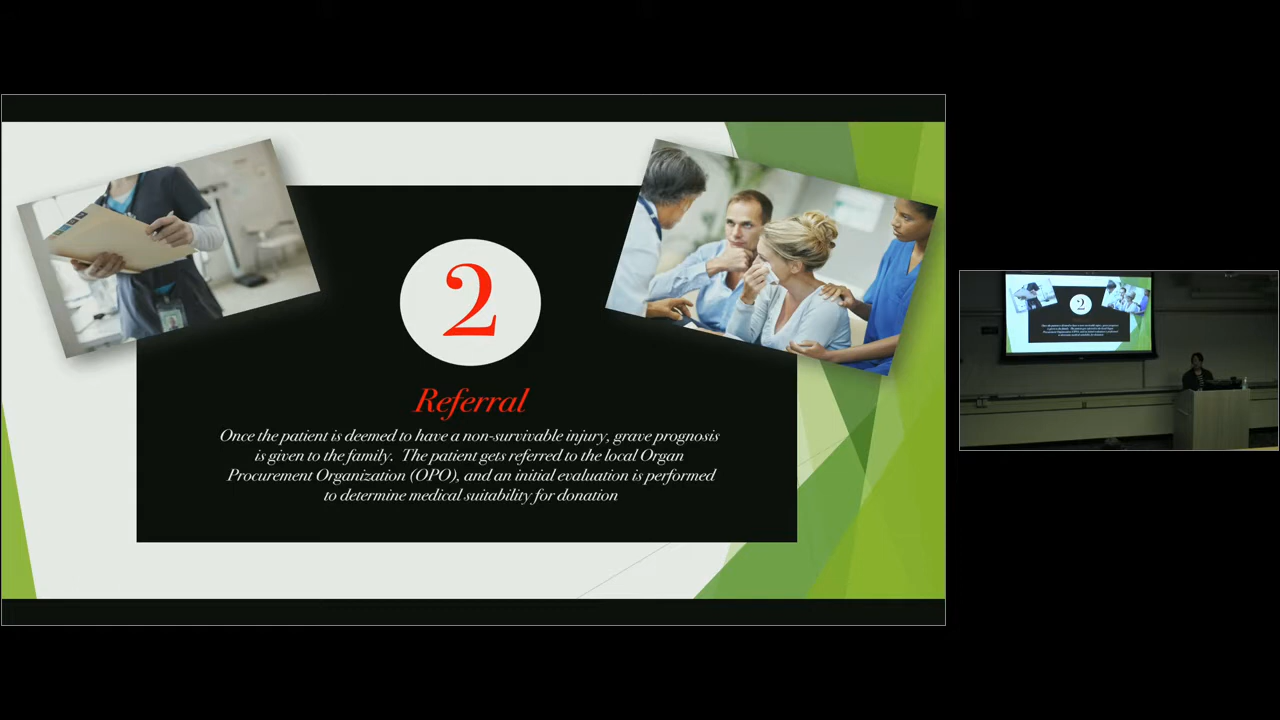 2
Referral
Once the patient is deemed to have a non-survivable injury, grave prognosis
is given to the family. The patient gets referred to the local Organ
Procurement Organization (OPO), and an initial evaluation is performed
to determine medical suitability for donation
2